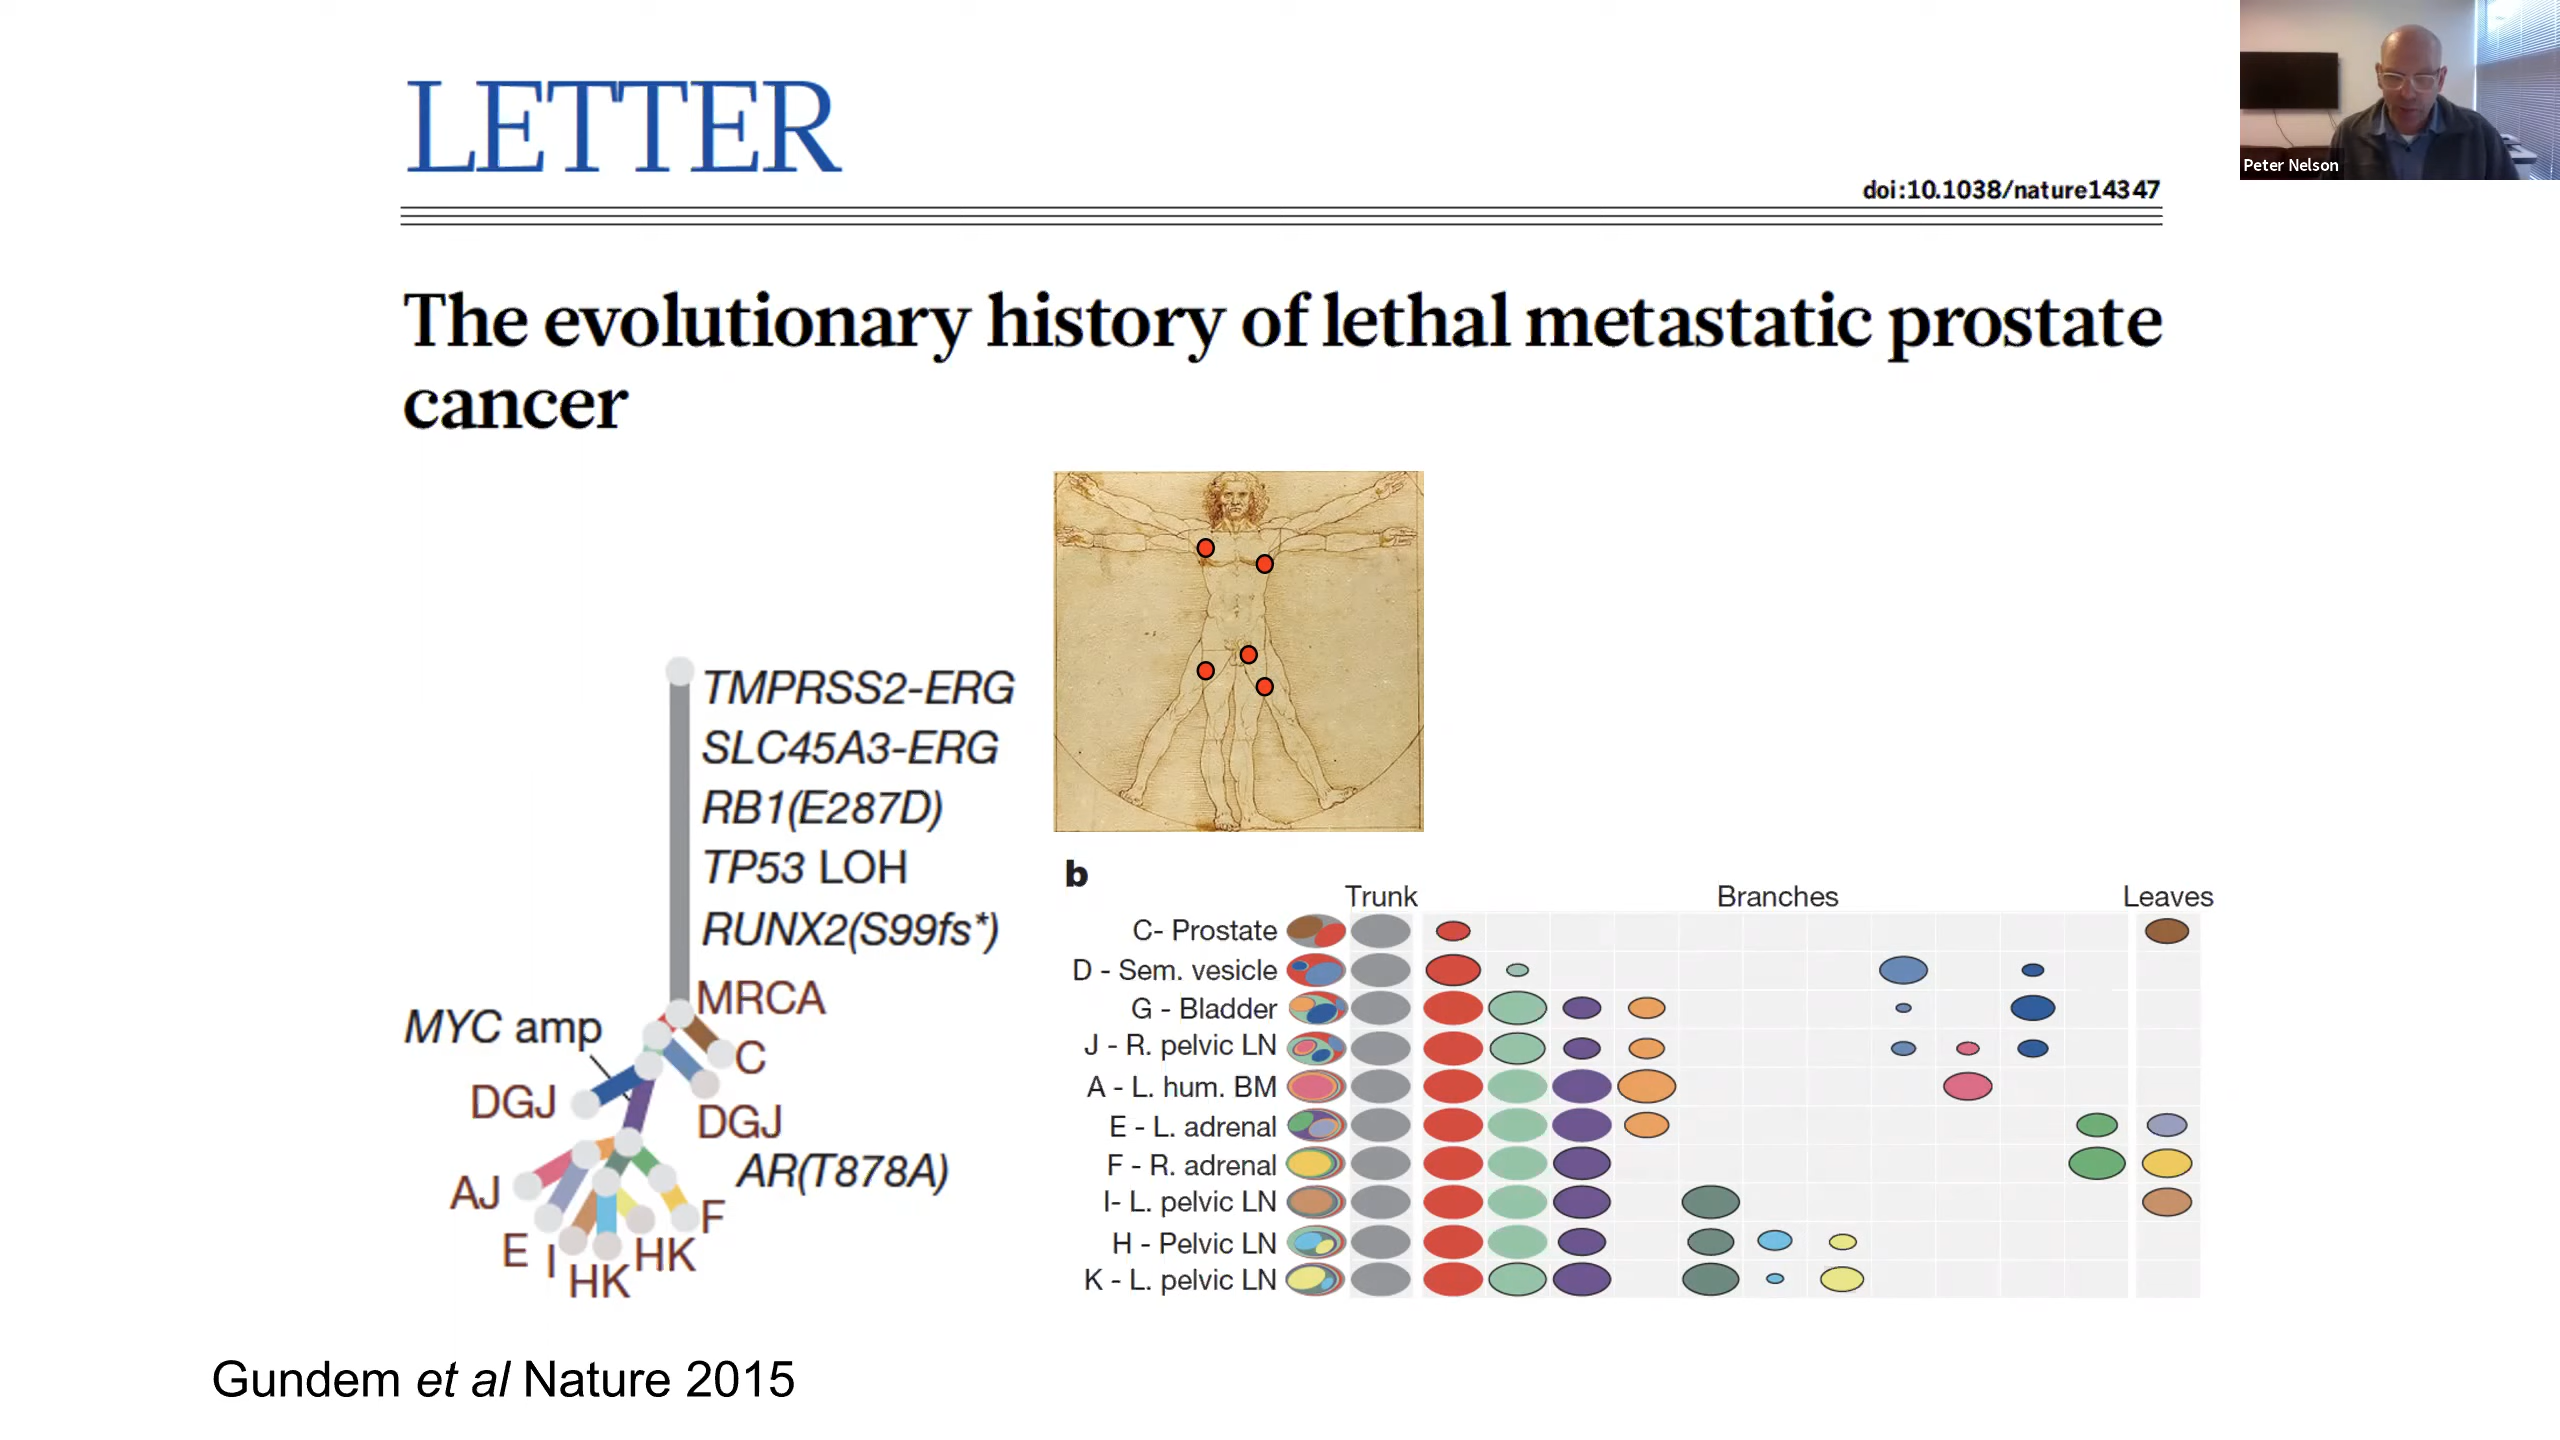 LETTER
doi:10.1038/nature14347
Peter Nelson
The evolutionary history of lethal metastatic prostate
cancer
TMPRSS2-ERG
SLC45A3-ERG
RB1(E287D)
TP53 LOH
RUNX2(S99fs*)
MRCA
MYC amp
C
DGJ
DGJ
AR(T878A)
AJ
F
E
I
HK
HK
b
Trunk
Branches
Leaves
C- Prostate
D - Sem. vesicle
G - Bladder
J - R. pelvic LN
A - L. hum. BM
E - L. adrenal
F - R. adrenal
I- L. pelvic LN
H - Pelvic LN
K - L. pelvic LN
Gundem et al Nature 2015